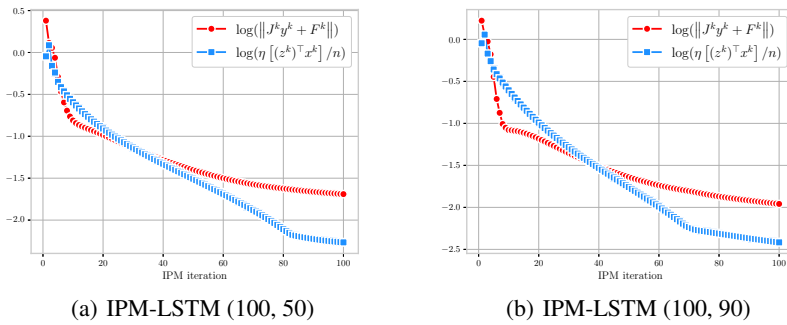 0.5
0.0
−0.5
−1.0
−1.5
−2.0
0 20 40 60 80 100
IPM iteration
log(‖J^k y^k + F^k‖)
log(η [(z^k)^⊤ x^k] /n)
(a) IPM-LSTM (100, 50)
0.0
−0.5
−1.0
−1.5
−2.0
−2.5
0 20 40 60 80 100
IPM iteration
log(‖J^k y^k + F^k‖)
log(η [(z^k)^⊤ x^k] /n)
(b) IPM-LSTM (100, 90)